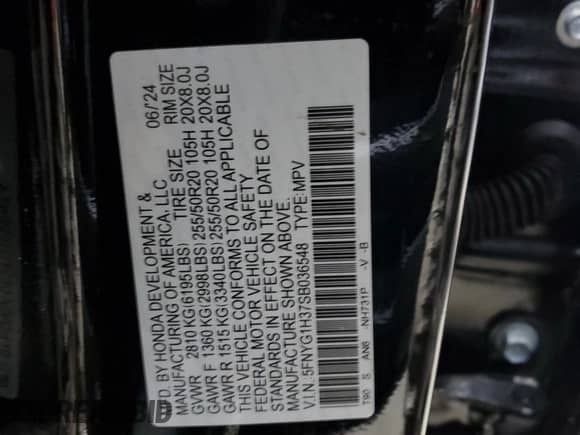 MFD. BY HONDA DEVELOPMENT & 06/24
MANUFACTURING OF AMERICA, LLC
TIRE SIZE RIM SIZE
GVWR 2810 KG(6195LBS)
GAWR F 1360 KG(2998LBS) 255/50R20 105H 20X8.0J
GAWR R 1515 KG(3340LBS) 255/50R20 105H 20X8.0J
THIS VEHICLE CONFORMS TO ALL APPLICABLE
FEDERAL MOTOR VEHICLE SAFETY
STANDARDS IN EFFECT ON THE DATE OF
MANUFACTURE SHOWN ABOVE.
V.I.N. 5FNYG1H37SB036548 TYPE: MPV
T90 S AN6 -NH731P -V -B